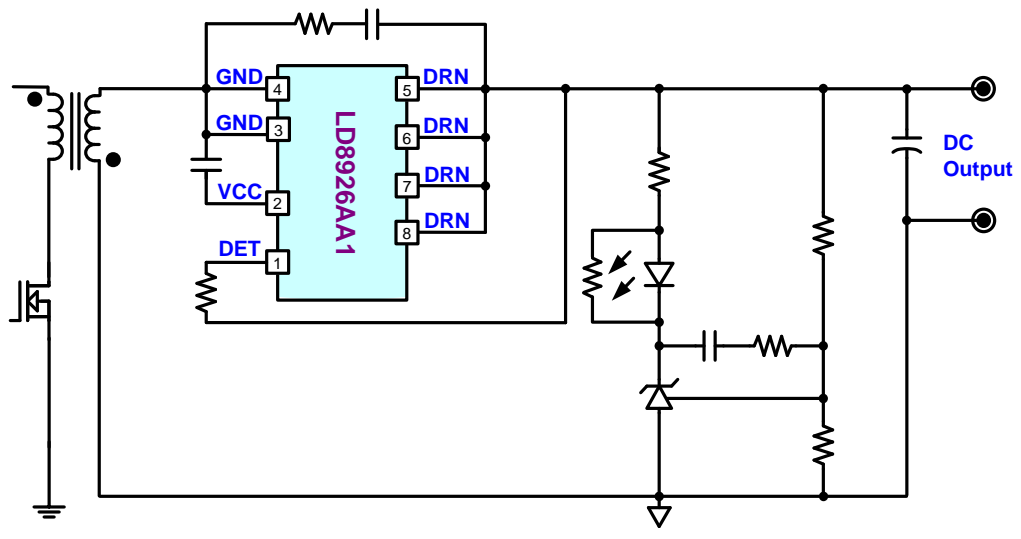 GND
4
GND
3
VCC
2
DET
1
LD8926AA1
5
DRN
6
DRN
7
DRN
8
DRN
DC
Output